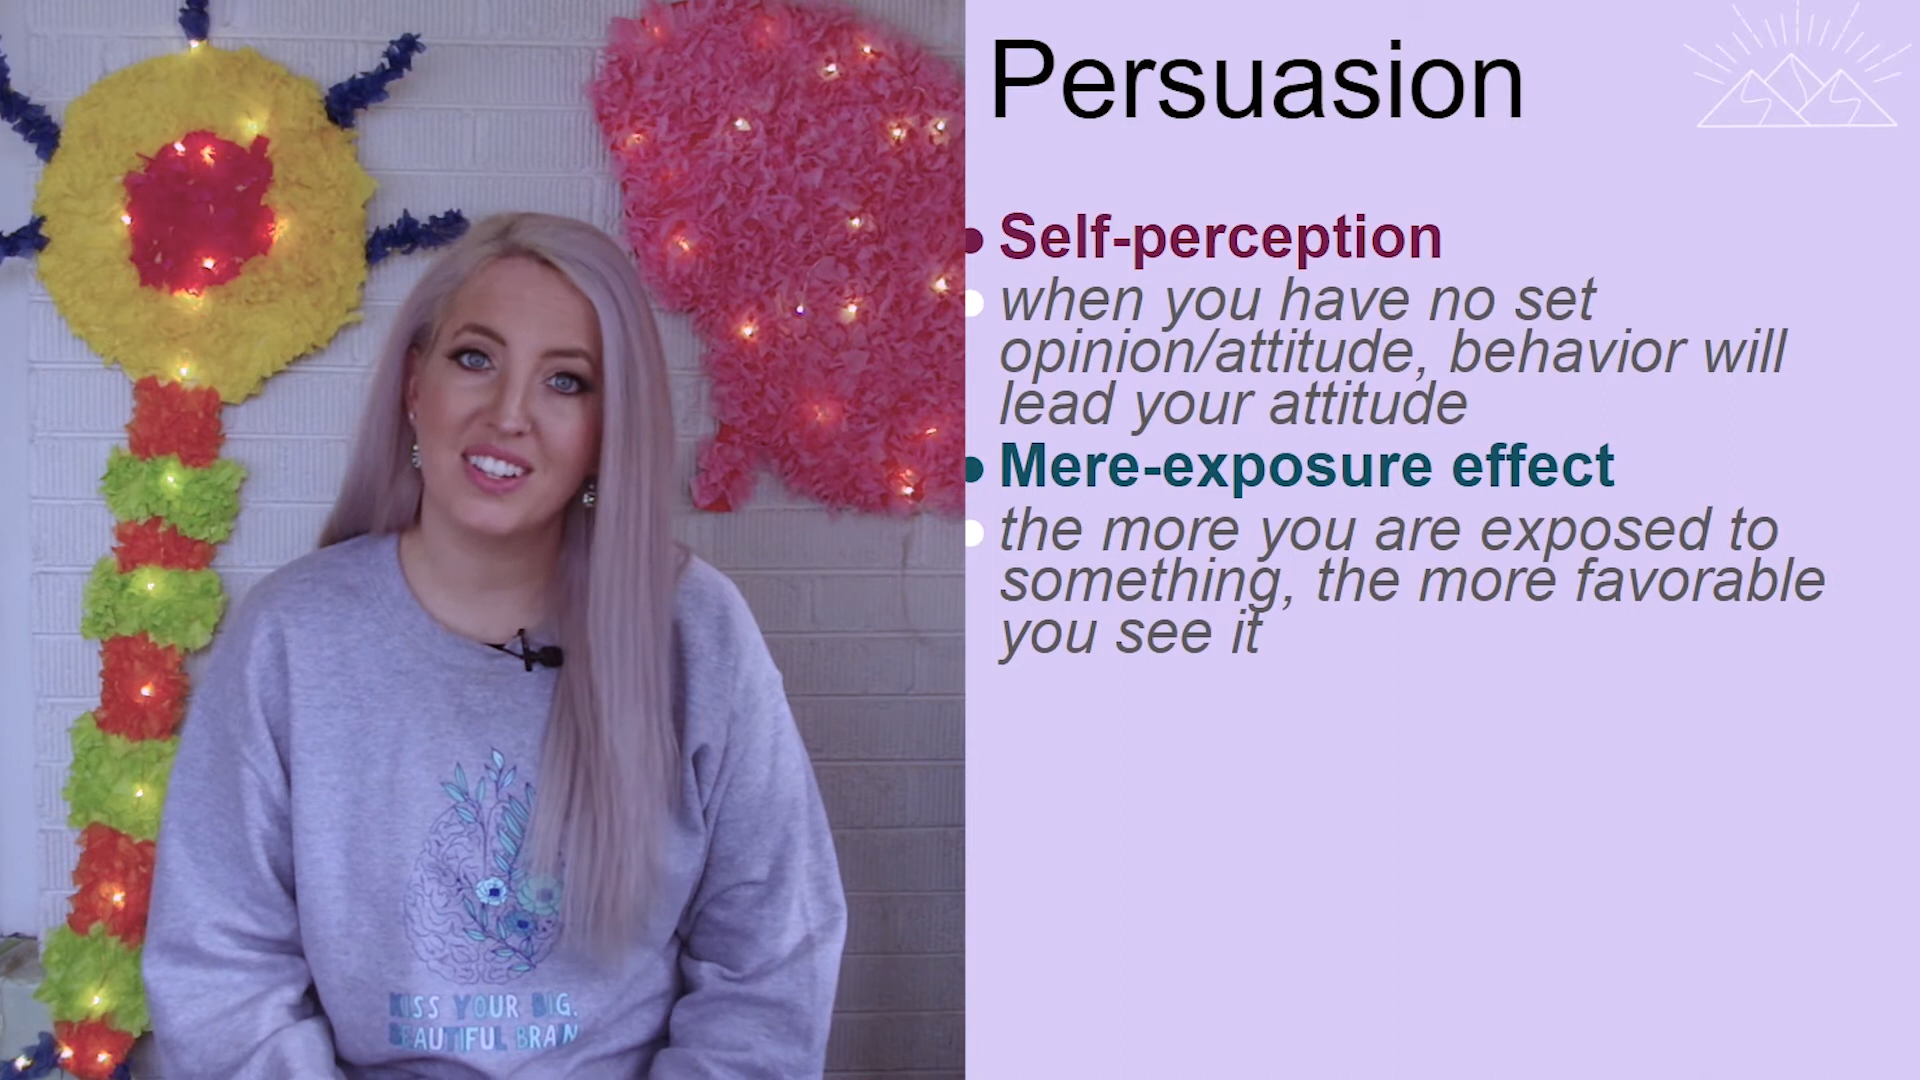 Persuasion
• Self-perception
when you have no set
opinion/attitude, behavior will
lead your attitude
• Mere-exposure effect
the more you are exposed to
something, the more favorable
you see it
KISS YOUR BIG,
BEAUTIFUL BRAIN